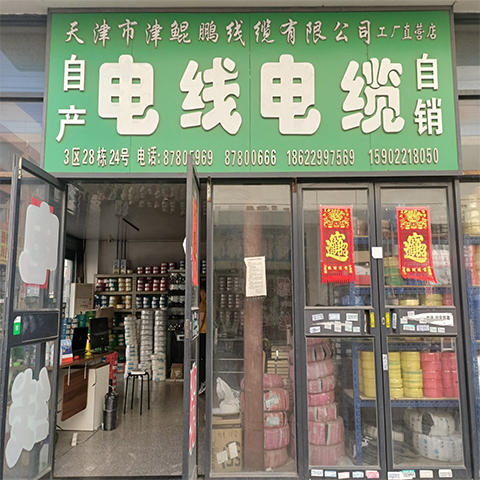 天津市津鲲鹏线缆有限公司工厂直营店
自产 电线电缆 自销
3区28栋24号 电话:87805969 87800666 18622997569 15902218050